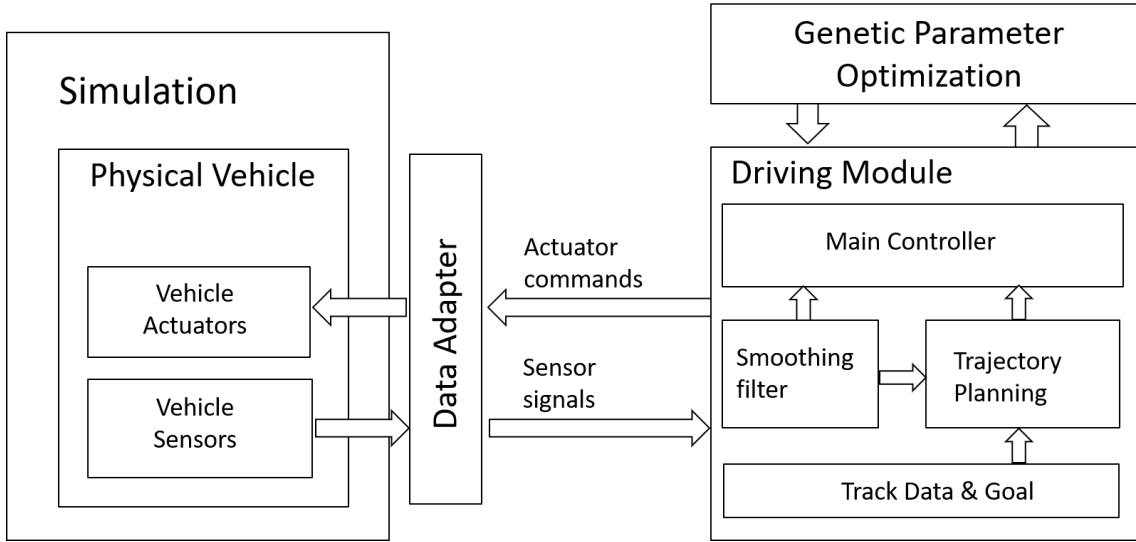 Simulation
Physical Vehicle
Vehicle
Actuators
Vehicle
Sensors
Data Adapter
Actuator
commands
Sensor
signals
Genetic Parameter
Optimization
Driving Module
Main Controller
Smoothing
filter
Trajectory
Planning
Track Data & Goal